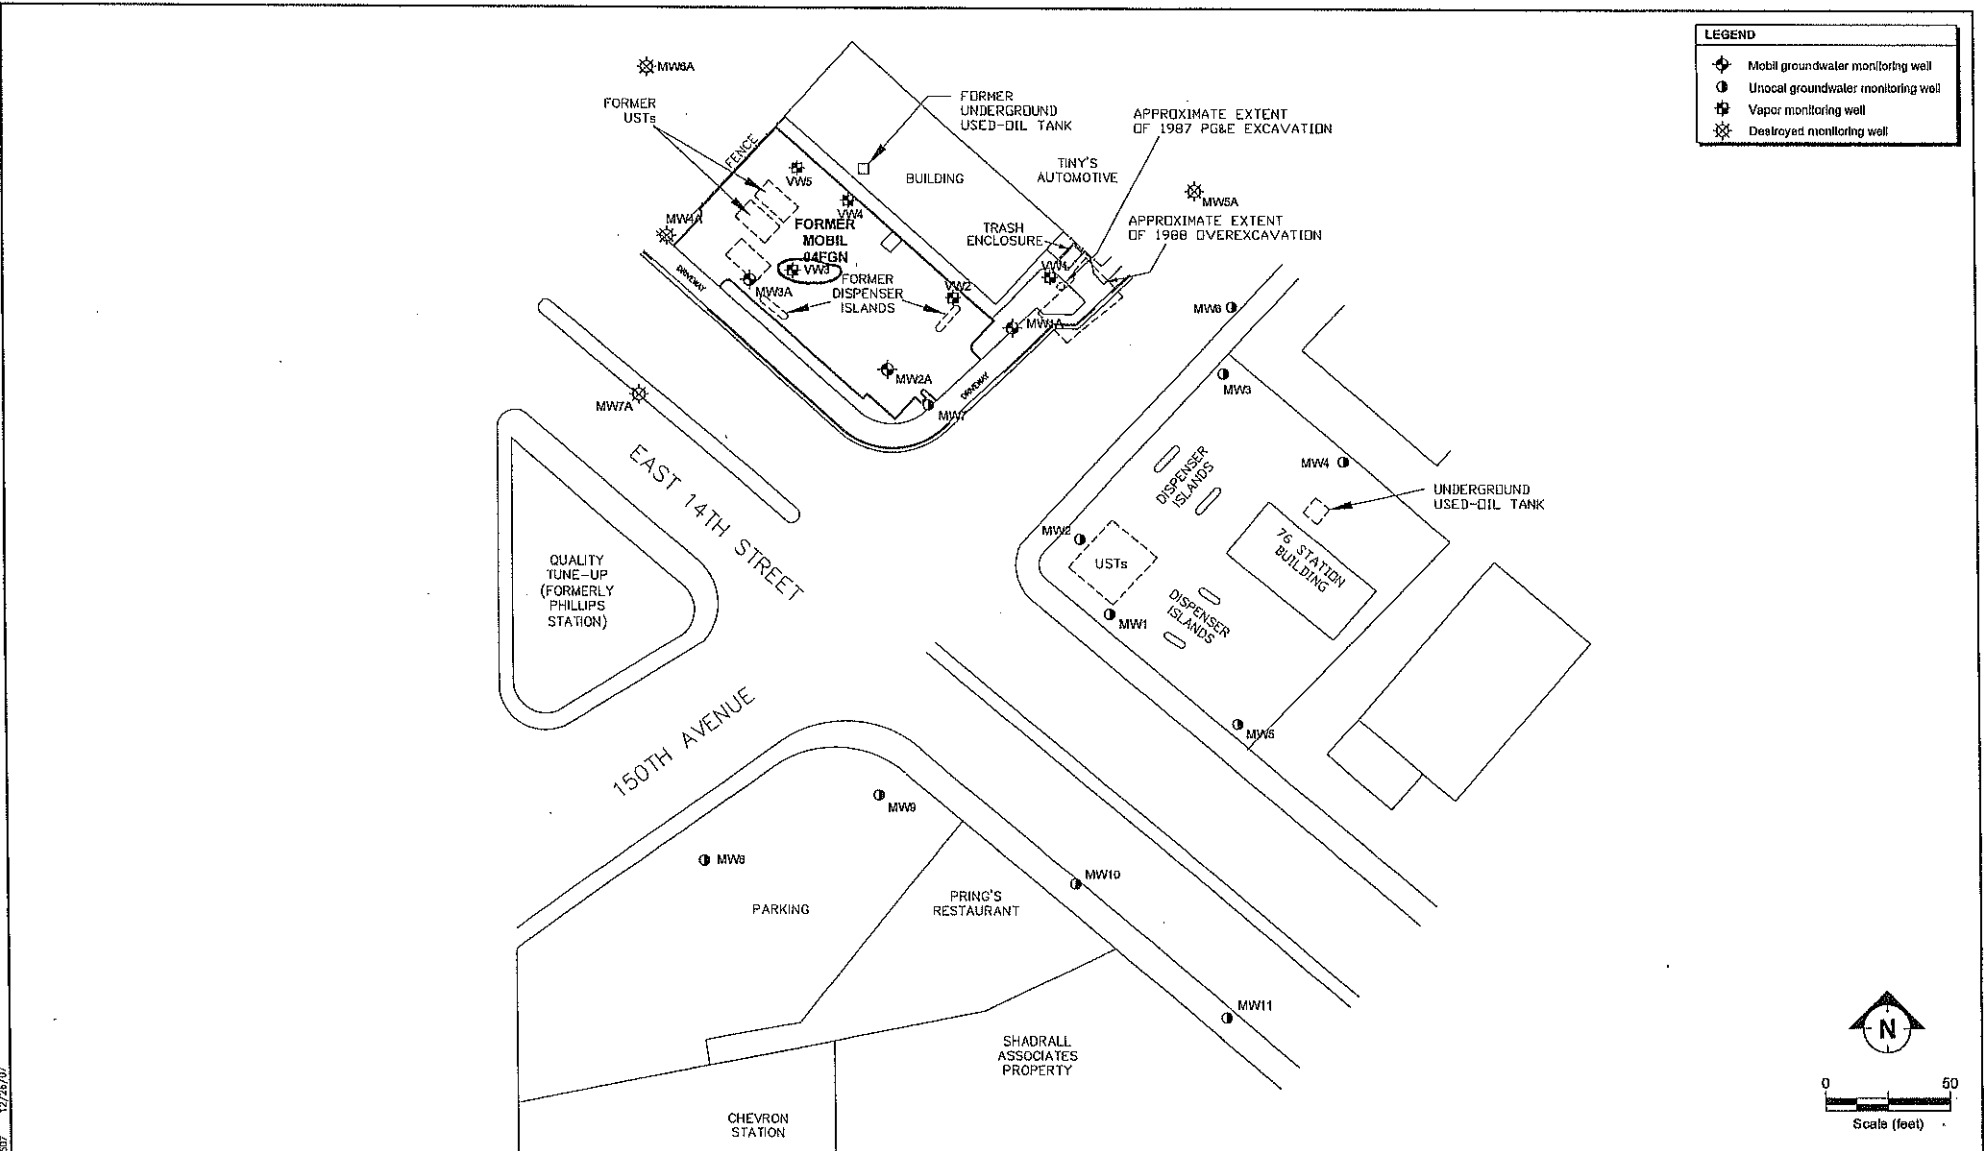 LEGEND
Mobil groundwater monitoring well
Unocal groundwater monitoring well
Vapor monitoring well
Destroyed monitoring well
MW6A
FORMER
USTs
FENCE
FORMER
UNDERGROUND
USED-OIL TANK
APPROXIMATE EXTENT
OF 1987 PG&E EXCAVATION
TINY'S
AUTOMOTIVE
BUILDING
VW5
VW4
MW5A
APPROXIMATE EXTENT
OF 1988 OVEREXCAVATION
TRASH
ENCLOSURE
MW4A
FORMER
MOBIL
04FGN
VW3
VW1
DRIVEWAY
MW3A
FORMER
DISPENSER
ISLANDS
VW2
MW1A
MW2A
DRIVEWAY
MW7
MW7A
MW6
MW3
MW4
EAST 14TH STREET
DISPENSER
ISLANDS
UNDERGROUND
USED-OIL TANK
MW2
USTs
76 STATION
BUILDING
QUALITY
TUNE-UP
(FORMERLY
PHILLIPS
STATION)
DISPENSER
ISLANDS
MW1
MW5
150TH AVENUE
MW9
MW8
MW10
PARKING
PRING'S
RESTAURANT
MW11
SHADRALL
ASSOCIATES
PROPERTY
CHEVRON
STATION
N
0 50
Scale (feet)
12/26/07